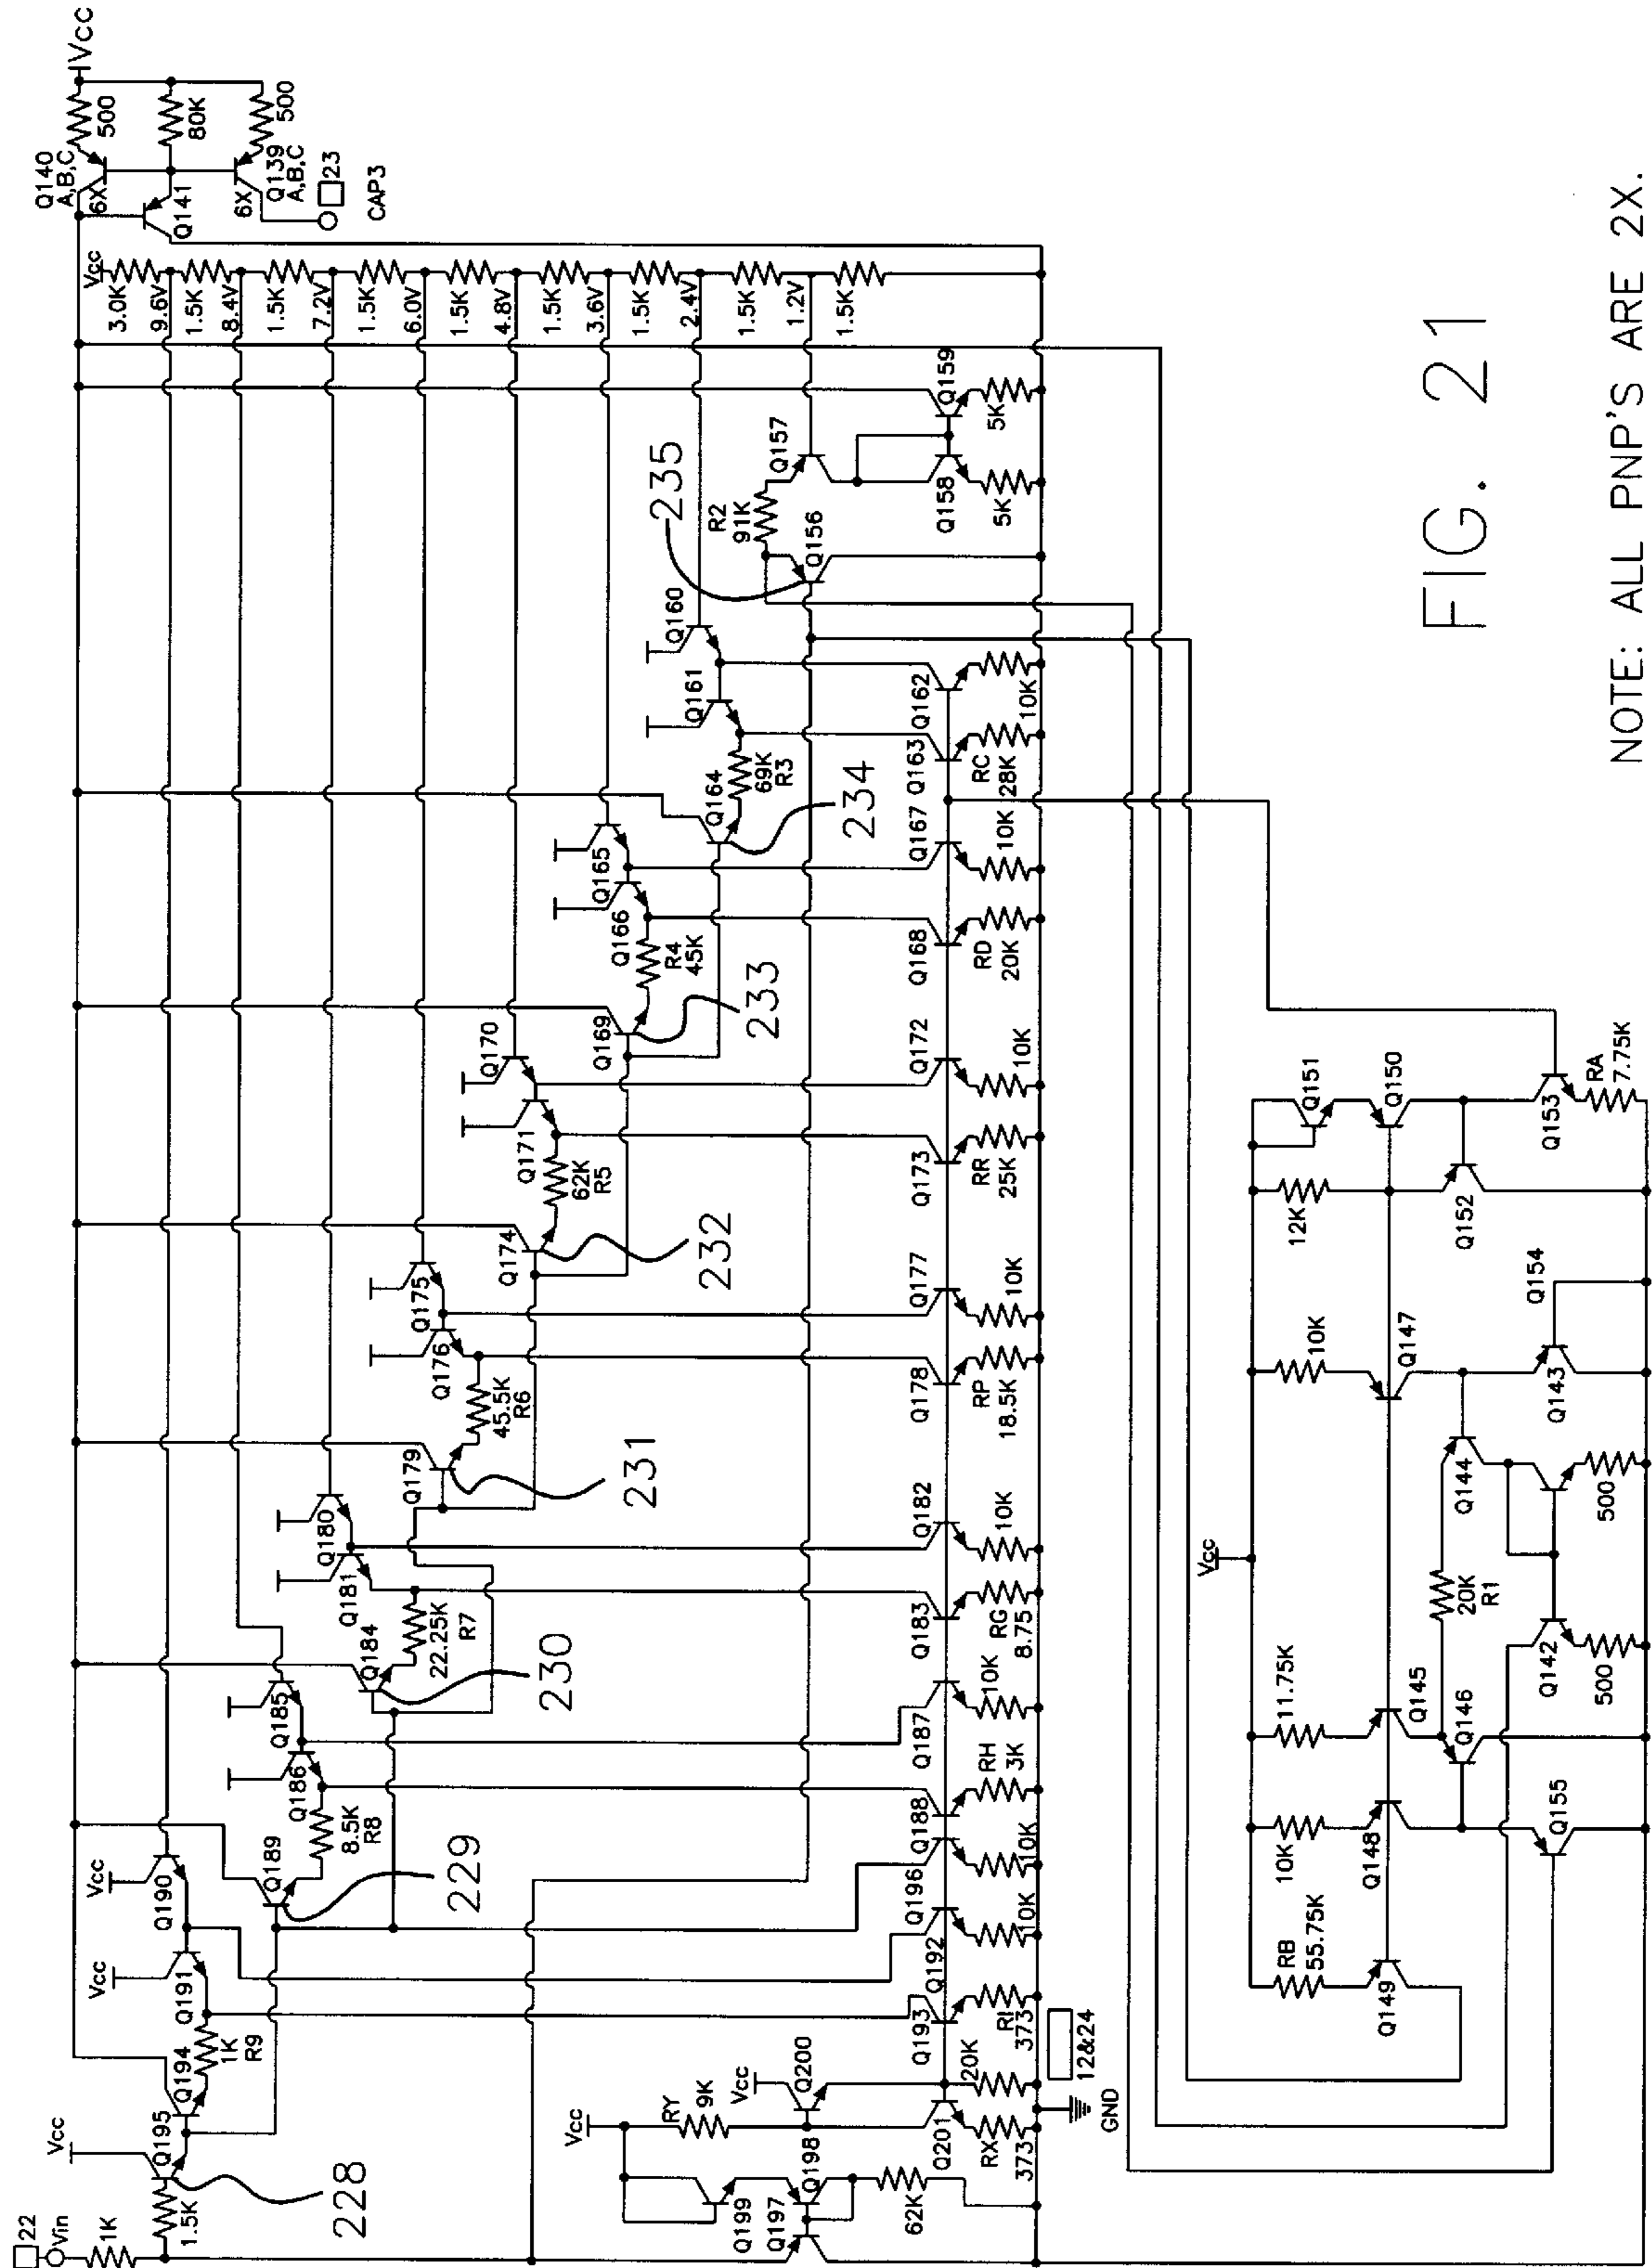 22
Vin
1K
1.5K
Vcc
Q195
228
Q194
1K
R9
Q191
Vcc
Q190
Vcc
Q189
8.5K
R8
229
Q186
Q185
Q184
22.25K
R7
230
Q181
Q180
Q179
45.5K
R6
231
Q176
Q175
Q174
62K
R5
232
Q171
Q170
Q169
R4
45K
233
Q166
Q165
Q164
69K
R3
234
Q161
Q160
235
R2
91K
Q156
Q157
Q158
Q159
5K
5K
Q140
A,B,C
6X
500
Vcc
80K
Q141
6X
Q139
A,B,C
500
23
CAP3
Vcc
3.0K
9.6V
1.5K
8.4V
1.5K
7.2V
1.5K
6.0V
1.5K
4.8V
1.5K
3.6V
1.5K
2.4V
1.5K
1.2V
1.5K
Vcc
RY
9K
Vcc
Q200
Q199
Q197
Q198
62K
Q201
RX
373
20K
Q193
RI
373
Q192
10K
Q196
10K
Q188
RH
3K
Q187
10K
Q183
RG
8.75
Q182
10K
Q178
RP
18.5K
Q177
10K
Q173
RR
25K
Q172
10K
Q168
RD
20K
Q167
10K
Q163
RC
28K
Q162
10K
GND
12&24
Vcc
RB
55.75K
Q149
10K
Q148
11.75K
Q145
Q146
Q155
20K
R1
Q144
Q142
500
500
10K
Q147
Q143
Q154
12K
Q151
Q150
Q152
Q153
RA
7.75K
FIG. 21
NOTE: ALL PNP'S ARE 2X.